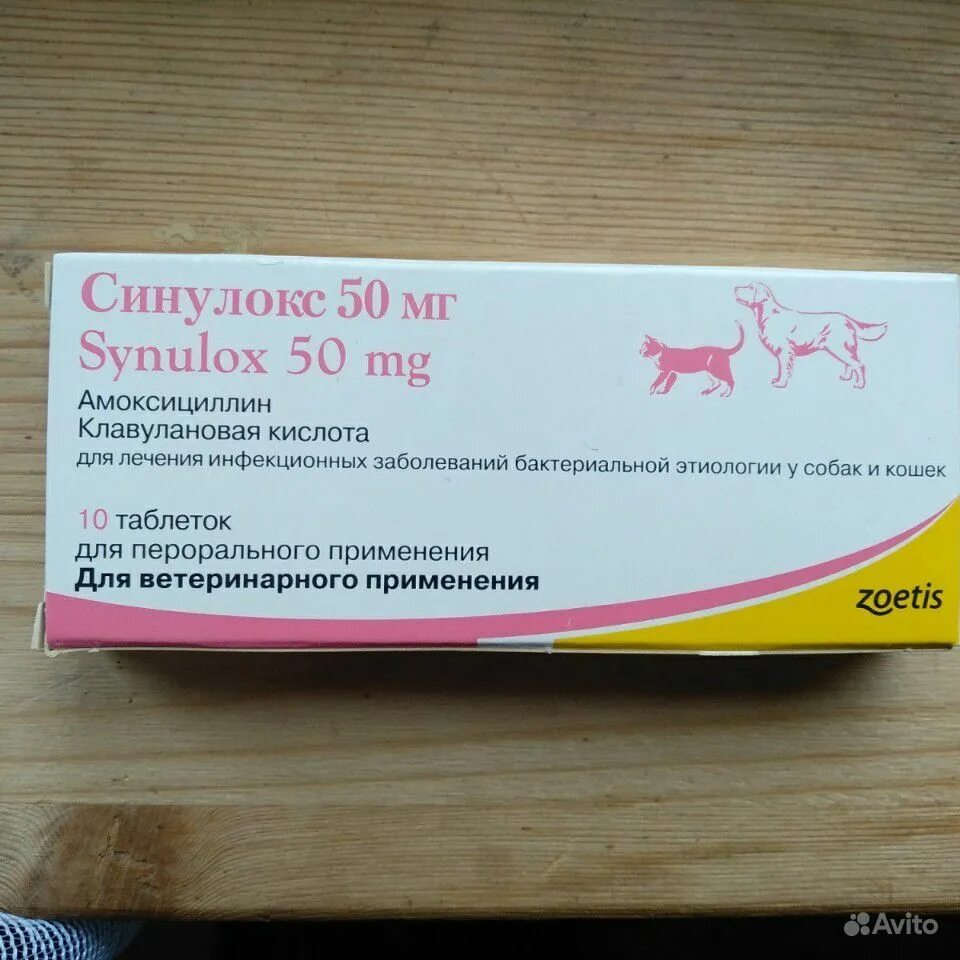 Синулокс 50 мг
Synulox 50 mg
Амоксициллин
Клавулановая кислота
для лечения инфекционных заболеваний бактериальной этиологии у собак и кошек
10 таблеток
для перорального применения
Для ветеринарного применения
zoetis
Avito